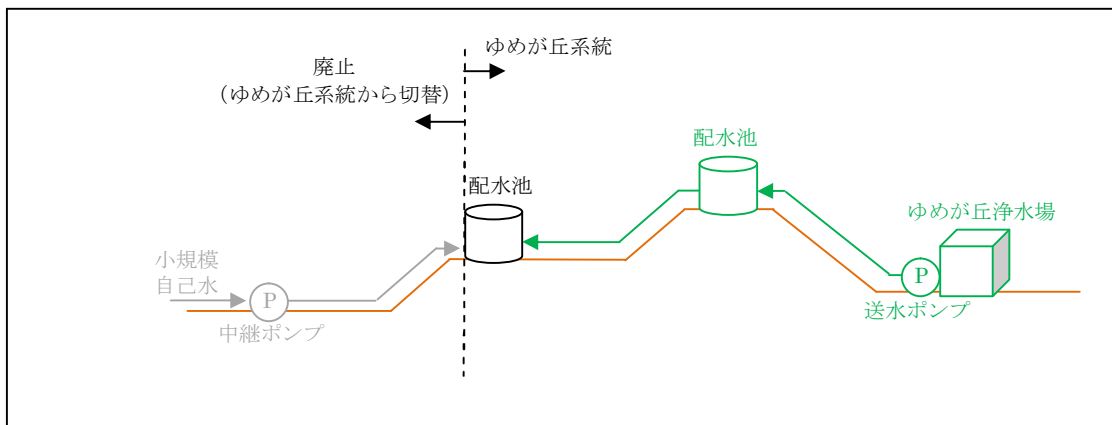 ゆめが丘系統
廃止
（ゆめが丘系統から切替）
配水池
配水池
ゆめが丘浄水場
小規模
自己水
P
P
中継ポンプ
送水ポンプ